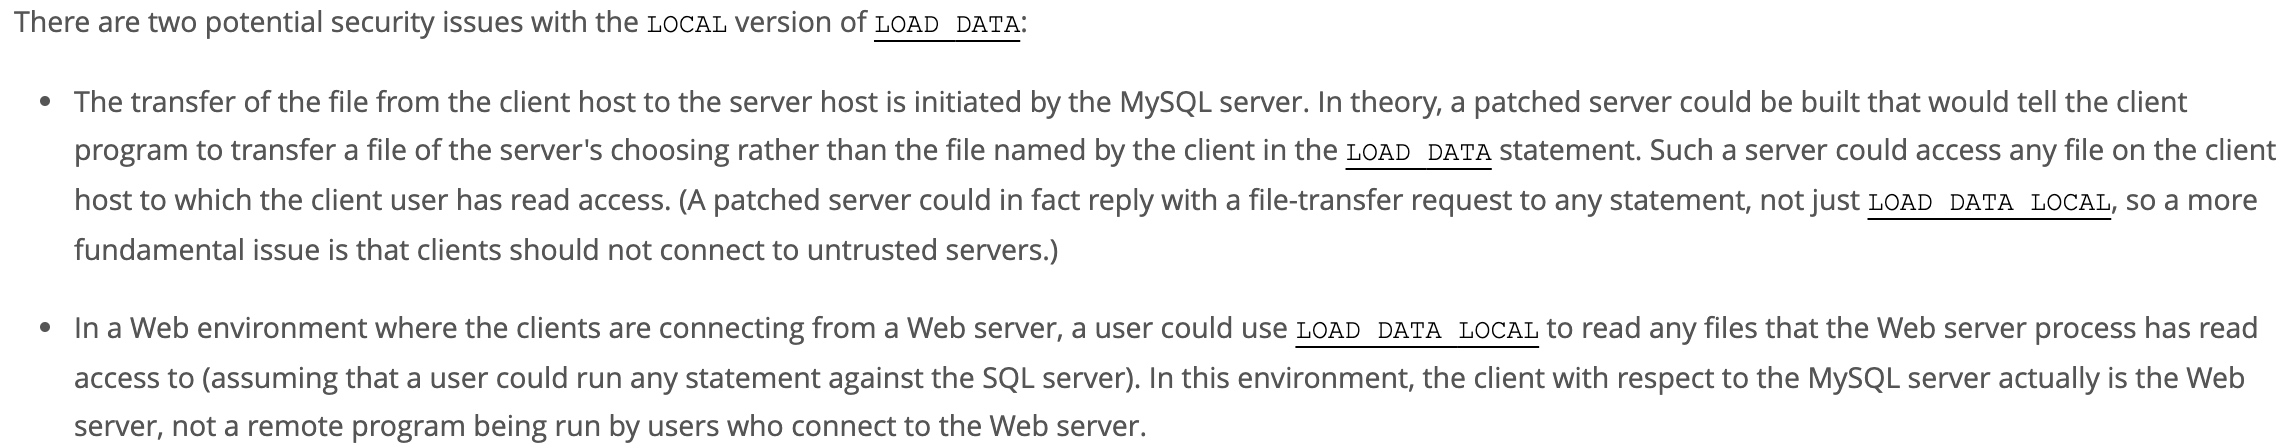 There are two potential security issues with the LOCAL version of LOAD DATA:
• The transfer of the file from the client host to the server host is initiated by the MySQL server. In theory, a patched server could be built that would tell the client
program to transfer a file of the server's choosing rather than the file named by the client in the LOAD DATA statement. Such a server could access any file on the client
host to which the client user has read access. (A patched server could in fact reply with a file-transfer request to any statement, not just LOAD DATA LOCAL, so a more
fundamental issue is that clients should not connect to untrusted servers.)
• In a Web environment where the clients are connecting from a Web server, a user could use LOAD DATA LOCAL to read any files that the Web server process has read
access to (assuming that a user could run any statement against the SQL server). In this environment, the client with respect to the MySQL server actually is the Web
server, not a remote program being run by users who connect to the Web server.